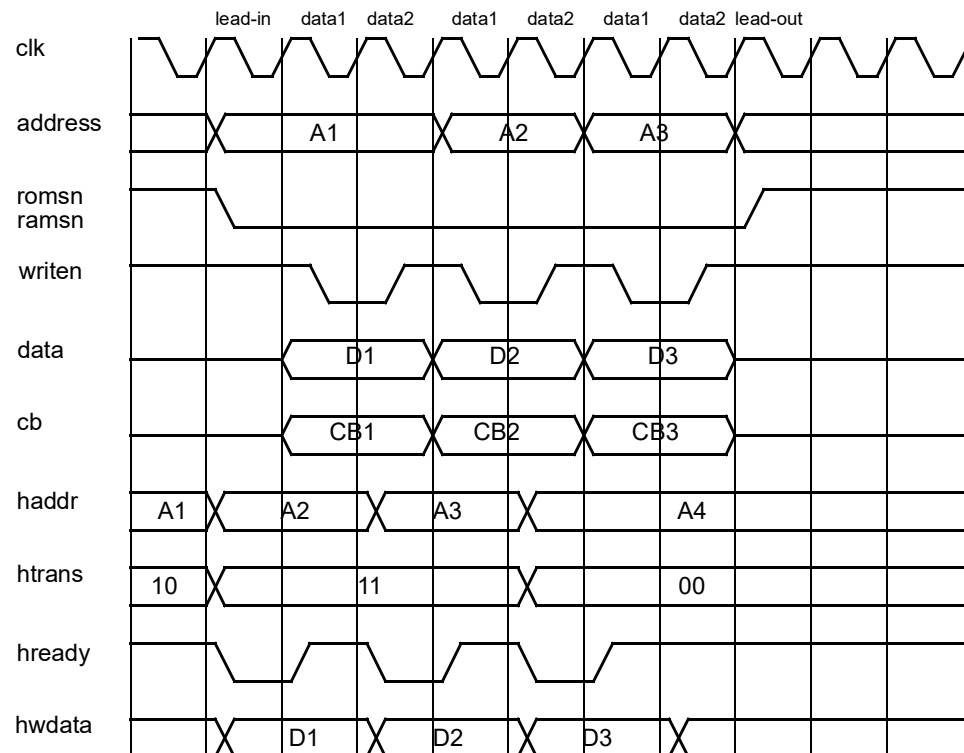 lead-in data1 data2 data1 data2 data1 data2 lead-out
clk
address A1 A2 A3
romsn
ramsn
writen
data D1 D2 D3
cb CB1 CB2 CB3
haddr A1 A2 A3 A4
htrans 10 11 00
hready
hwdata D1 D2 D3